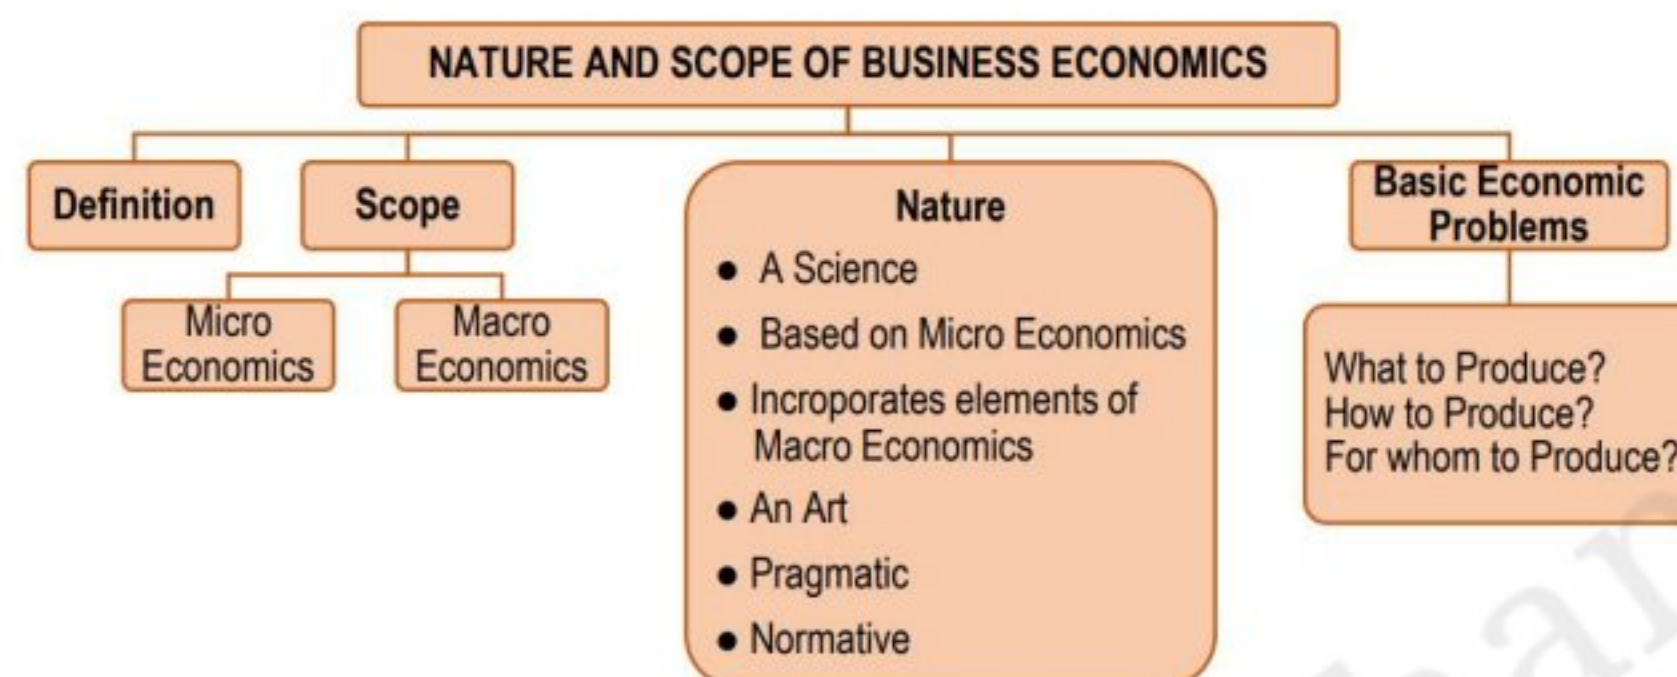 NATURE AND SCOPE OF BUSINESS ECONOMICS
Definition
Scope
Micro
Economics
Macro
Economics
Nature
● A Science
● Based on Micro Economics
● Incroporates elements of
Macro Economics
● An Art
● Pragmatic
● Normative
Basic Economic
Problems
What to Produce?
How to Produce?
For whom to Produce?